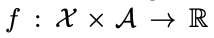 f : 𝒳 × 𝒜 → ℝ